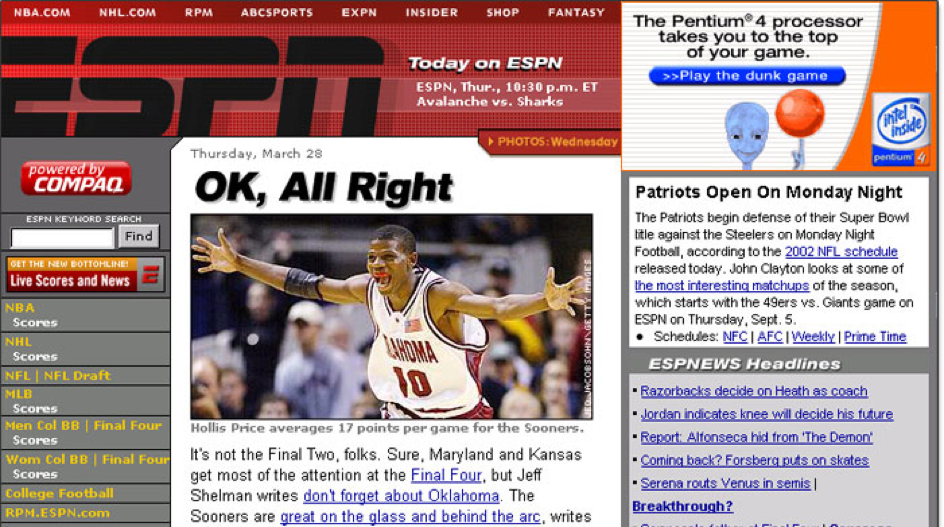 NBA.COM NHL.COM RPM ABCSPORTS EXPN INSIDER SHOP FANTASY
ESPN
Today on ESPN
ESPN, Thur., 10:30 p.m. ET
Avalanche vs. Sharks
PHOTOS: Wednesday
The Pentium® 4 processor
takes you to the top
of your game.
>>Play the dunk game
intel
inside
pentium 4
powered by
COMPAQ
ESPN KEYWORD SEARCH
Find
GET THE NEW BOTTOMLINE!
Live Scores and News
NBA
Scores
NHL
Scores
NFL | NFL Draft
MLB
Scores
Men Col BB | Final Four
Scores
Wom Col BB | Final Four
Scores
College Football
RPM.ESPN.com
Thursday, March 28
OK, All Right
OKLAHOMA
10
JED JACOBSOHN/GETTY IMAGES
Hollis Price averages 17 points per game for the Sooners.
It's not the Final Two, folks. Sure, Maryland and Kansas
get most of the attention at the Final Four, but Jeff
Shelman writes don't forget about Oklahoma. The
Sooners are great on the glass and behind the arc, writes
Patriots Open On Monday Night
The Patriots begin defense of their Super Bowl
title against the Steelers on Monday Night
Football, according to the 2002 NFL schedule
released today. John Clayton looks at some of
the most interesting matchups of the season,
which starts with the 49ers vs. Giants game on
ESPN on Thursday, Sept. 5.
• Schedules: NFC | AFC | Weekly | Prime Time
ESPNEWS Headlines
Razorbacks decide on Heath as coach
Jordan indicates knee will decide his future
Report: Alfonseca hid from 'The Demon'
Coming back? Forsberg puts on skates
Serena routs Venus in semis |
Breakthrough?